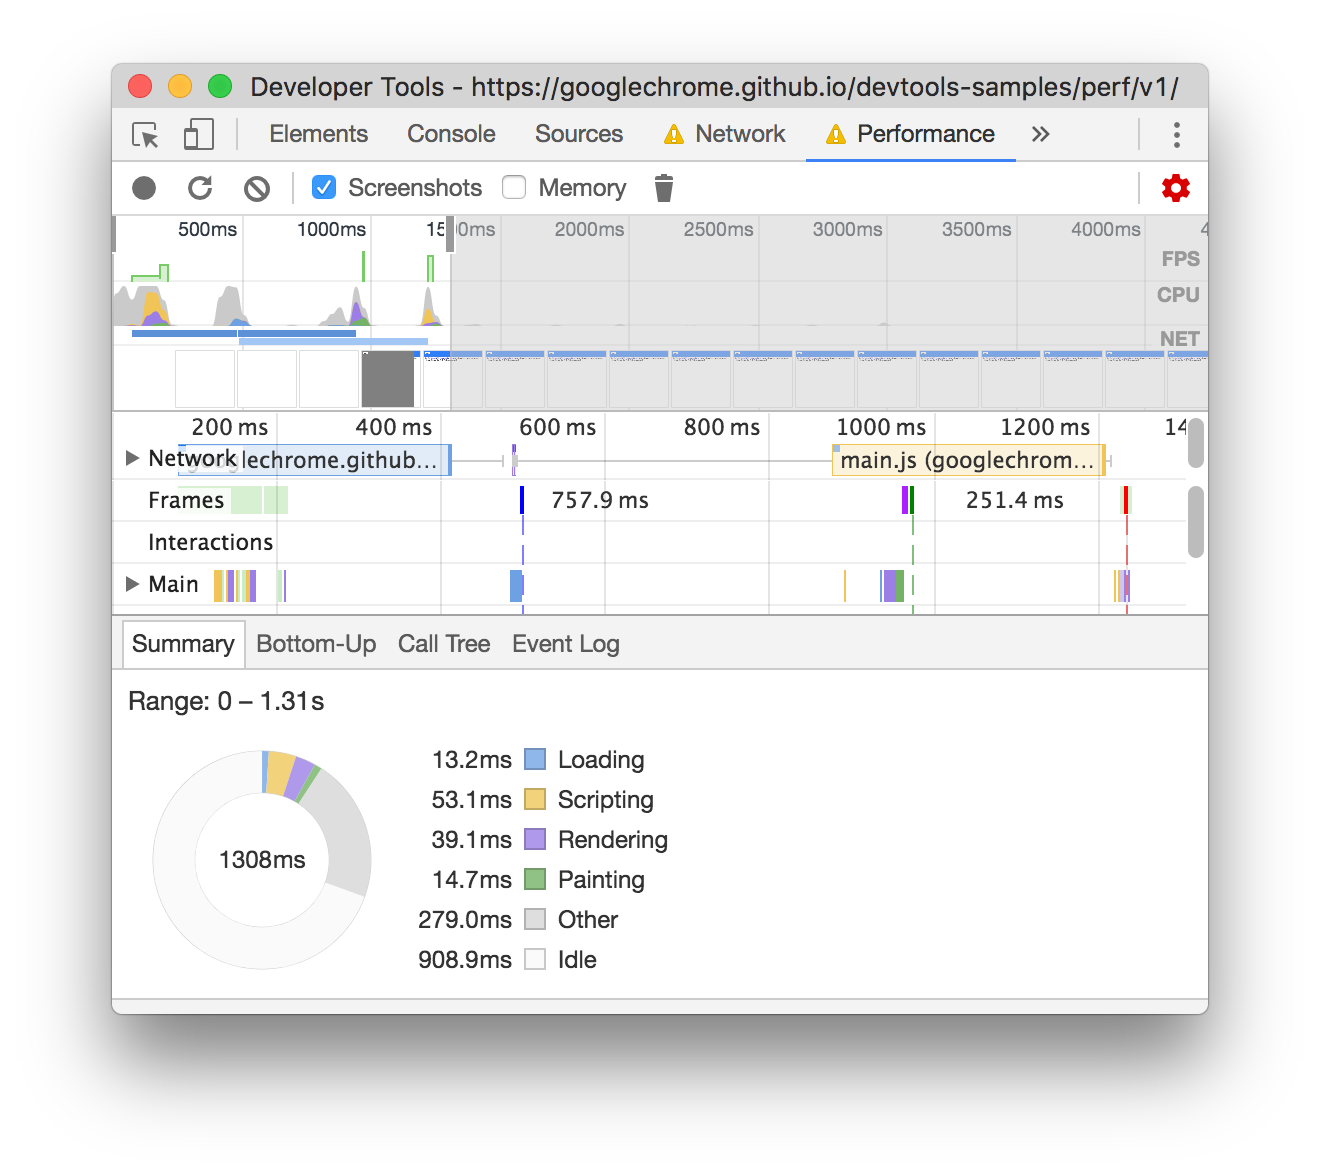 Developer Tools - https://googlechrome.github.io/devtools-samples/perf/v1/
Elements Console Sources Network Performance »
Screenshots Memory
500ms 1000ms 1500ms 2000ms 2500ms 3000ms 3500ms 4000ms 4
FPS
CPU
NET
200 ms 400 ms 600 ms 800 ms 1000 ms 1200 ms 14
Network lechrome.github... main.js (googlechrom...
Frames 757.9 ms 251.4 ms
Interactions
Main
Summary Bottom-Up Call Tree Event Log
Range: 0 – 1.31s
1308ms
13.2ms Loading
53.1ms Scripting
39.1ms Rendering
14.7ms Painting
279.0ms Other
908.9ms Idle